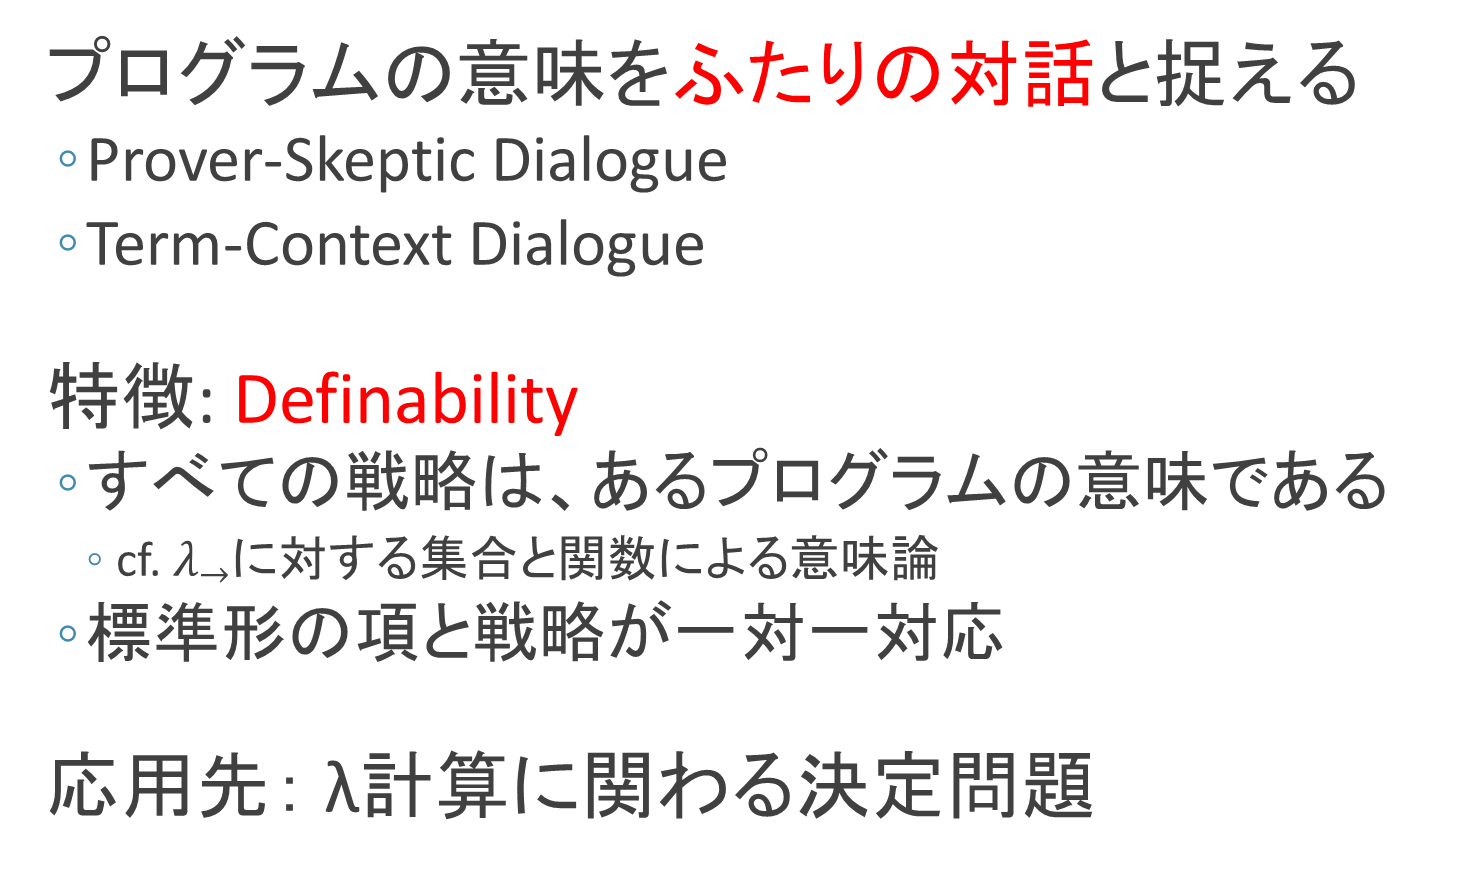 プログラムの意味をふたりの対話と捉える
◦Prover-Skeptic Dialogue
◦Term-Context Dialogue
特徴: Definability
◦すべての戦略は、あるプログラムの意味である
◦cf. λ→に対する集合と関数による意味論
◦標準形の項と戦略が一対一対応
応用先: λ計算に関わる決定問題